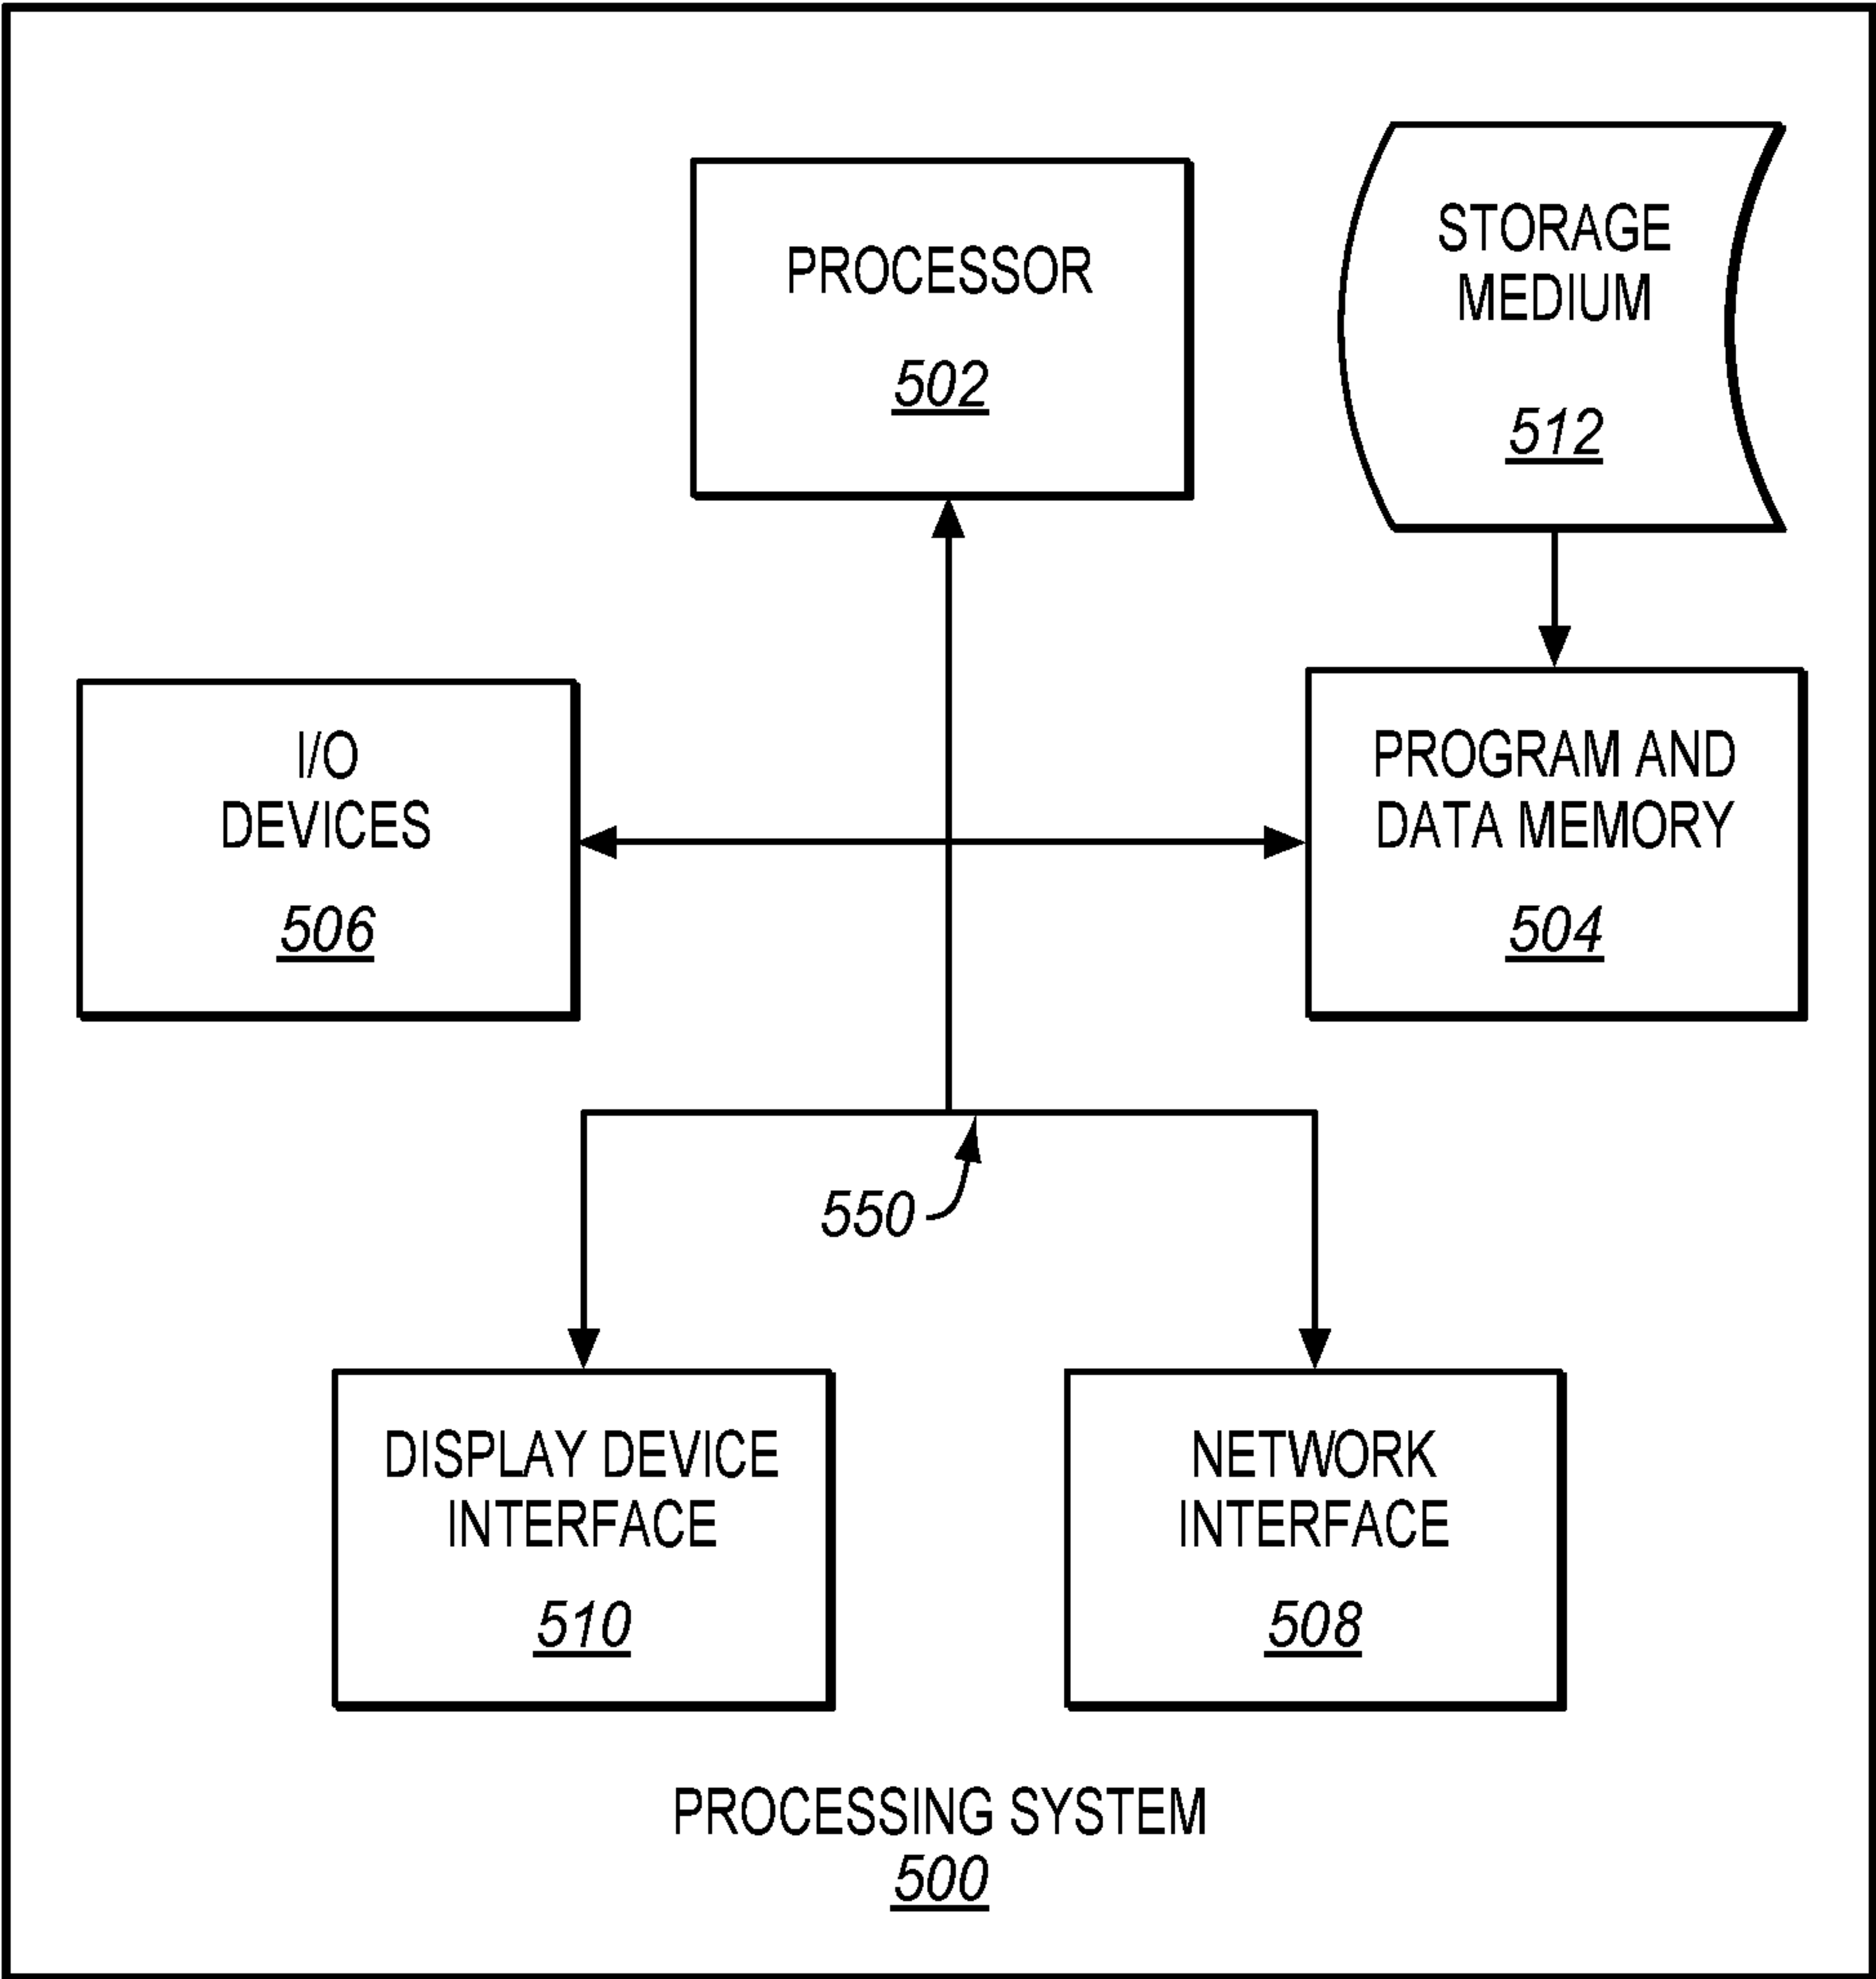 PROCESSOR
502
STORAGE
MEDIUM
512
I/O
DEVICES
506
PROGRAM AND
DATA MEMORY
504
550
DISPLAY DEVICE
INTERFACE
510
NETWORK
INTERFACE
508
PROCESSING SYSTEM
500